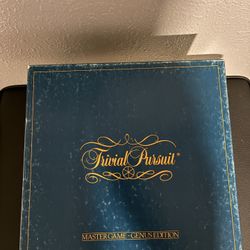 Trivial Pursuit®
MASTER GAME - GENUS EDITION